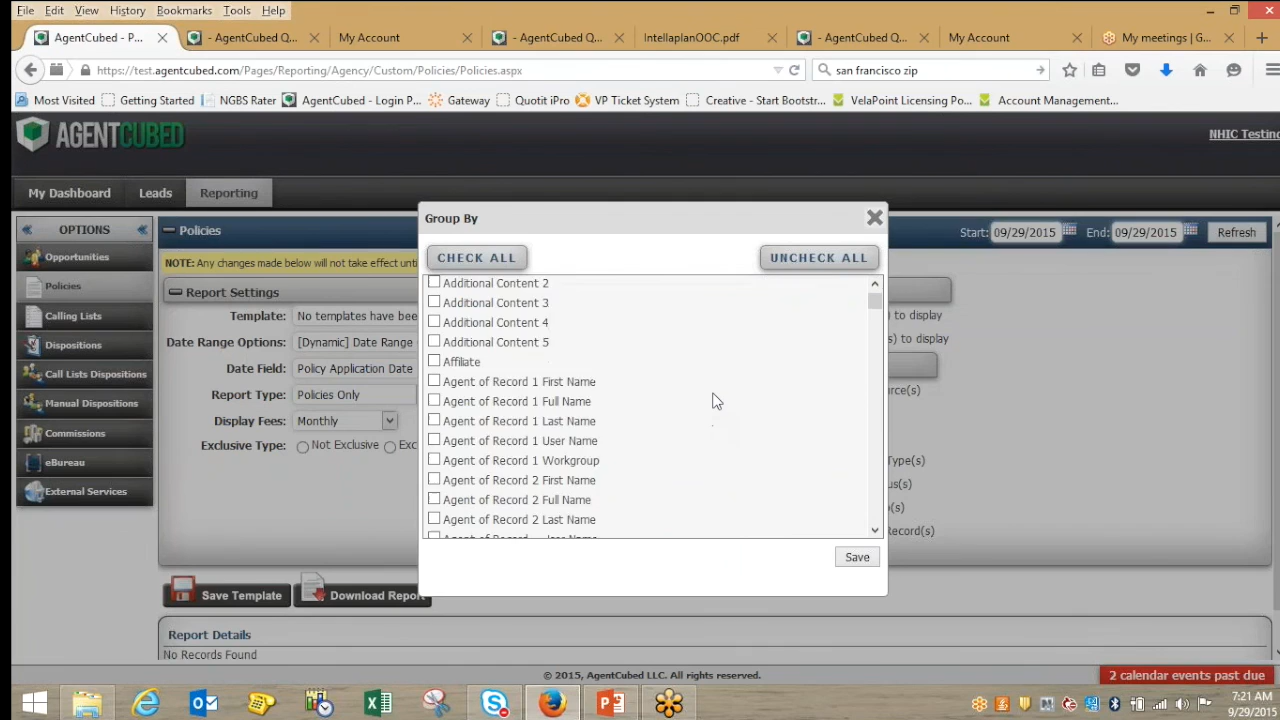 File Edit View History Bookmarks Tools Help
AgentCubed - P... - AgentCubed Q... My Account - AgentCubed Q... IntellaplanOOC.pdf - AgentCubed Q... My Account My meetings | G...
https://test.agentcubed.com/Pages/Reporting/Agency/Custom/Policies/Policies.aspx san francisco zip
Most Visited Getting Started NGBS Rater AgentCubed - Login P... Gateway Quotit iPro VP Ticket System Creative - Start Bootstr... VelaPoint Licensing Po... Account Management...
AGENTCUBED NHIC Testin
My Dashboard Leads Reporting
OPTIONS
Opportunities
Policies
Calling Lists
Dispositions
Call Lists Dispositions
Manual Dispositions
Commissions
eBureau
External Services
Policies Start: 09/29/2015 End: 09/29/2015 Refresh
NOTE: Any changes made below will not take effect until
Report Settings
Template: No templates have bee
Date Range Options: [Dynamic] Date Range
Date Field: Policy Application Date
Report Type: Policies Only
Display Fees: Monthly
Exclusive Type: Not Exclusive Exc
) to display
(s) to display
rce(s)
Type(s)
us(s)
o(s)
Record(s)
Group By
CHECK ALL UNCHECK ALL
Additional Content 2
Additional Content 3
Additional Content 4
Additional Content 5
Affiliate
Agent of Record 1 First Name
Agent of Record 1 Full Name
Agent of Record 1 Last Name
Agent of Record 1 User Name
Agent of Record 1 Workgroup
Agent of Record 2 First Name
Agent of Record 2 Full Name
Agent of Record 2 Last Name
Save
Save Template Download Report
Report Details
No Records Found
© 2015, AgentCubed LLC. All rights reserved. 2 calendar events past due
7:21 AM
9/29/2015